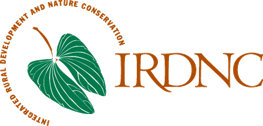 INTEGRATED RURAL DEVELOPMENT AND NATURE CONSERVATION
IRDNC